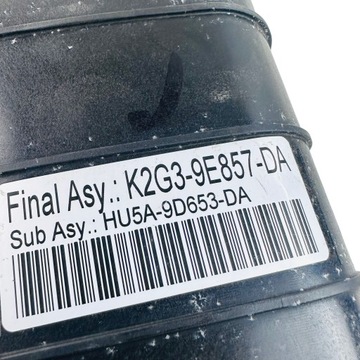 Final Asy.: K2G3-9E857-DA
Sub Asy.: HU5A-9D653-DA